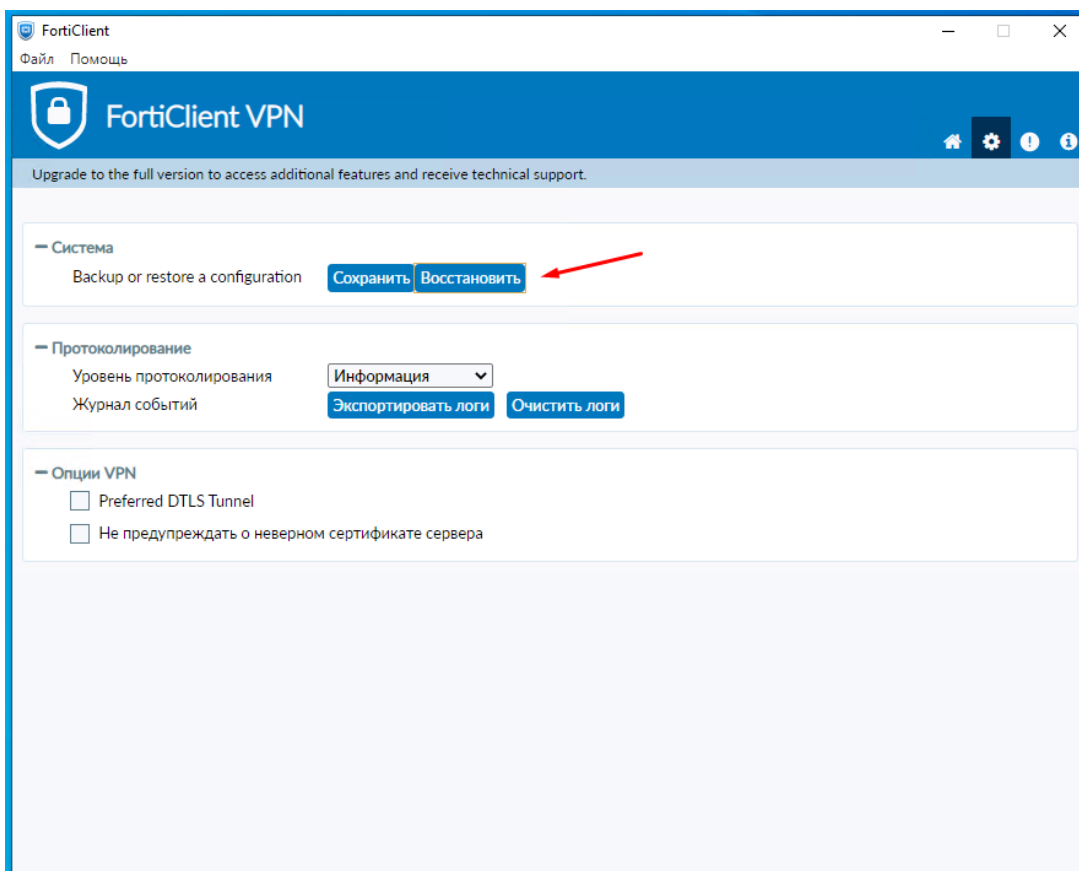 FortiClient
Файл Помощь
FortiClient VPN
Upgrade to the full version to access additional features and receive technical support.
Система
Backup or restore a configuration Сохранить Восстановить
Протоколирование
Уровень протоколирования Информация
Журнал событий Экспортировать логи Очистить логи
Опции VPN
Preferred DTLS Tunnel
Не предупреждать о неверном сертификате сервера